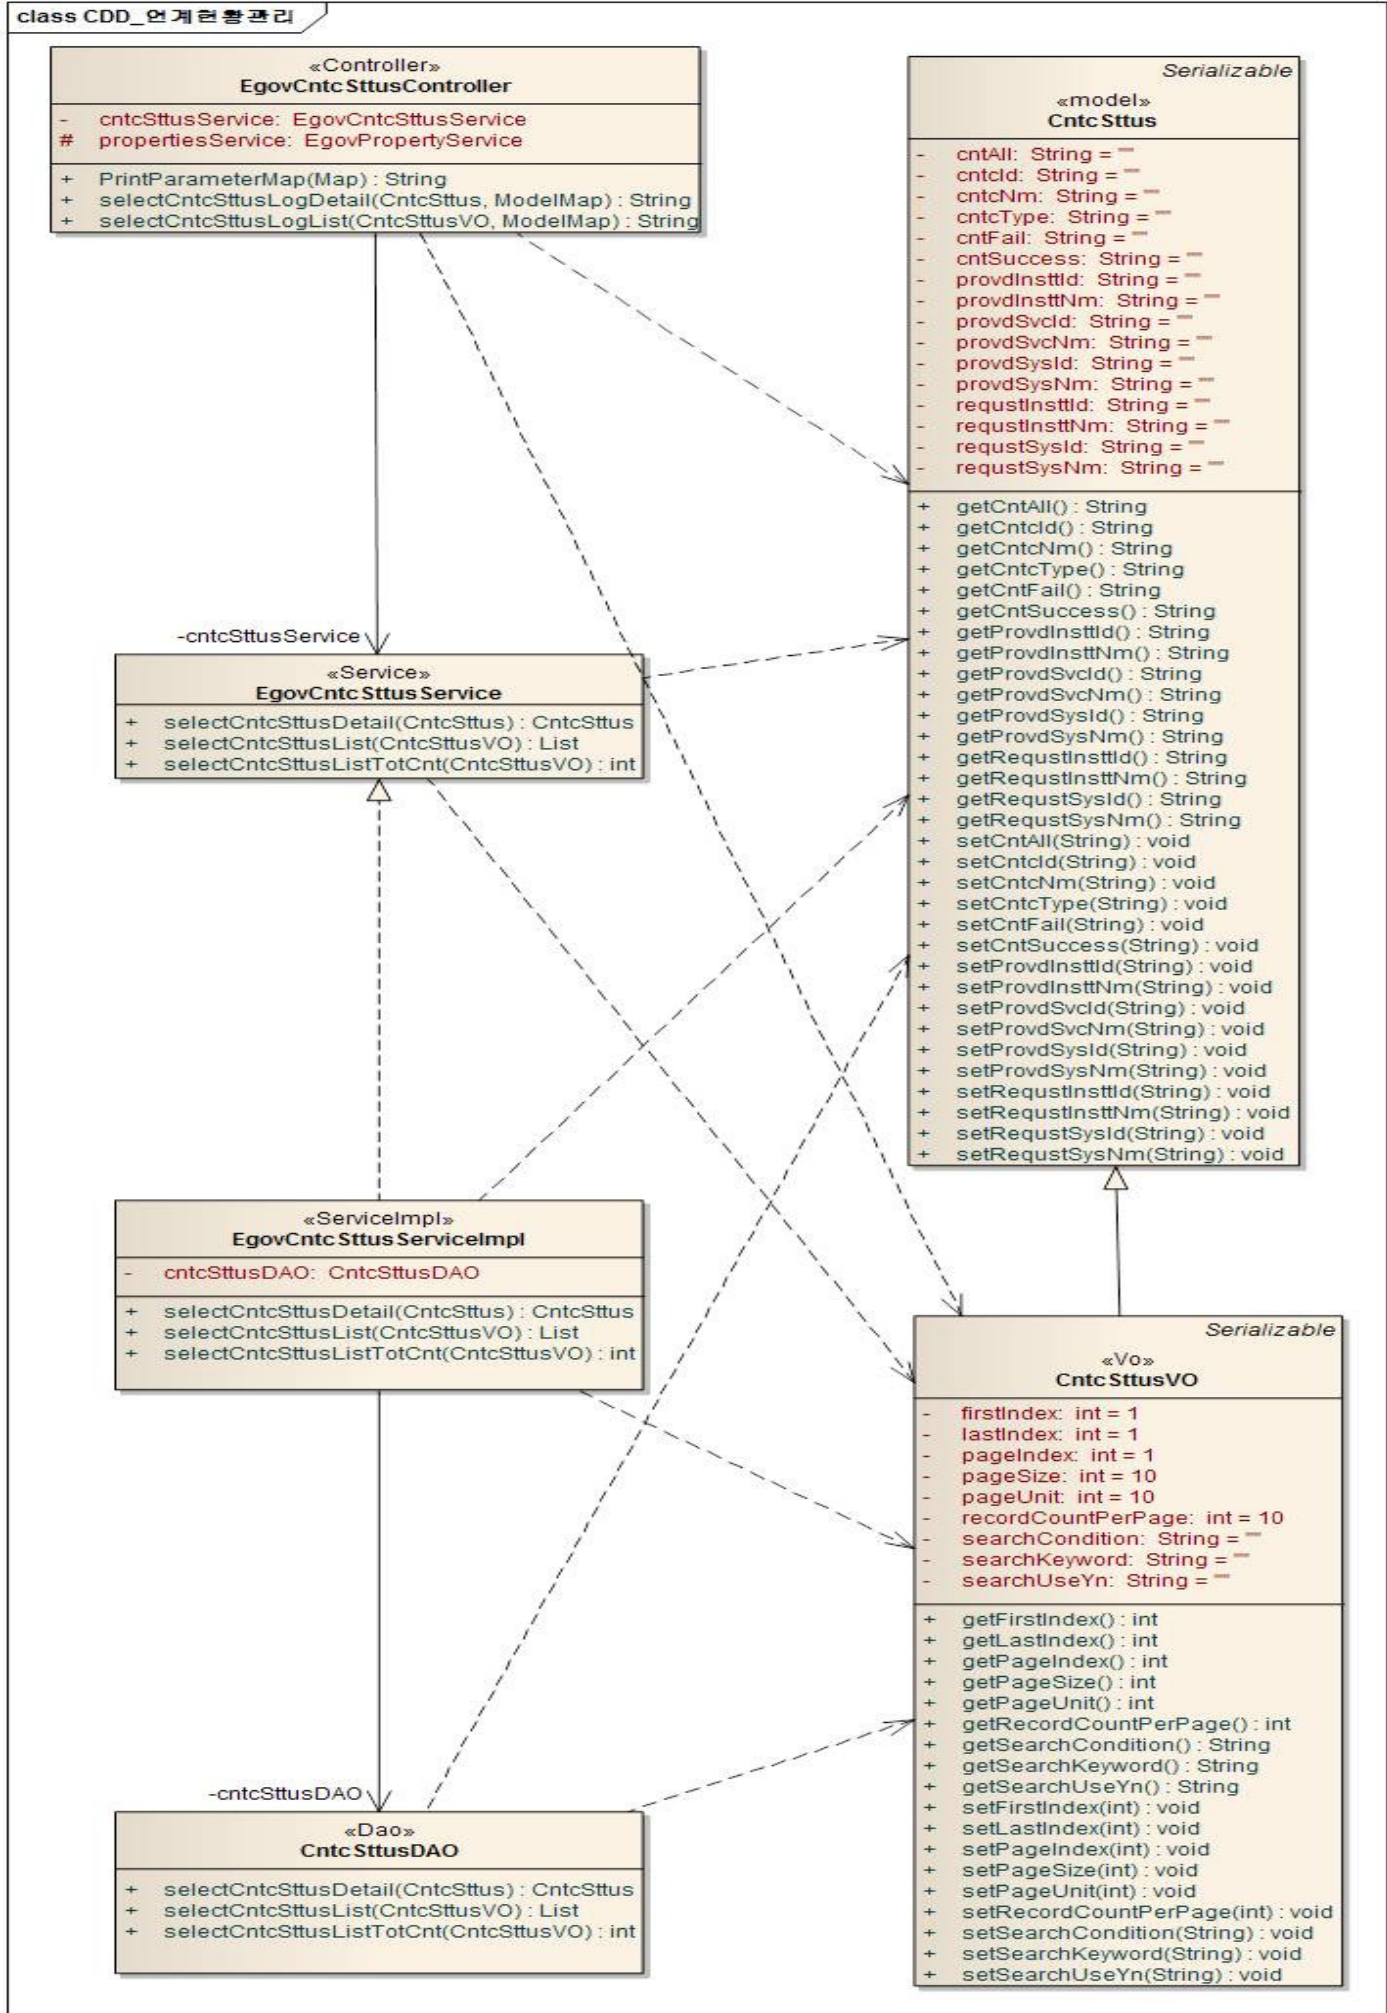 class CDD_연계현황관리
«Controller»
EgovCntcSttusController
- cntcSttusService: EgovCntcSttusService
# propertiesService: EgovPropertyService
+ PrintParameterMap(Map) : String
+ selectCntcSttusLogDetail(CntcSttus, ModelMap) : String
+ selectCntcSttusLogList(CntcSttusVO, ModelMap) : String
-cntcSttusService
«Service»
EgovCntcSttusService
+ selectCntcSttusDetail(CntcSttus) : CntcSttus
+ selectCntcSttusList(CntcSttusVO) : List
+ selectCntcSttusListTotCnt(CntcSttusVO) : int
«ServiceImpl»
EgovCntcSttusServiceImpl
- cntcSttusDAO: CntcSttusDAO
+ selectCntcSttusDetail(CntcSttus) : CntcSttus
+ selectCntcSttusList(CntcSttusVO) : List
+ selectCntcSttusListTotCnt(CntcSttusVO) : int
-cntcSttusDAO
«Dao»
CntcSttusDAO
+ selectCntcSttusDetail(CntcSttus) : CntcSttus
+ selectCntcSttusList(CntcSttusVO) : List
+ selectCntcSttusListTotCnt(CntcSttusVO) : int
Serializable
«model»
CntcSttus
- cntAll: String = ""
- cntcId: String = ""
- cntcNm: String = ""
- cntcType: String = ""
- cntFail: String = ""
- cntSuccess: String = ""
- provdInsttId: String = ""
- provdInsttNm: String = ""
- provdSvcId: String = ""
- provdSvcNm: String = ""
- provdSysId: String = ""
- provdSysNm: String = ""
- requstInsttId: String = ""
- requstInsttNm: String = ""
- requstSysId: String = ""
- requstSysNm: String = ""
+ getCntAll() : String
+ getCntcId() : String
+ getCntcNm() : String
+ getCntcType() : String
+ getCntFail() : String
+ getCntSuccess() : String
+ getProvdInsttId() : String
+ getProvdInsttNm() : String
+ getProvdSvcId() : String
+ getProvdSvcNm() : String
+ getProvdSysId() : String
+ getProvdSysNm() : String
+ getRequstInsttId() : String
+ getRequstInsttNm() : String
+ getRequstSysId() : String
+ getRequstSysNm() : String
+ setCntAll(String) : void
+ setCntcId(String) : void
+ setCntcNm(String) : void
+ setCntcType(String) : void
+ setCntFail(String) : void
+ setCntSuccess(String) : void
+ setProvdInsttId(String) : void
+ setProvdInsttNm(String) : void
+ setProvdSvcId(String) : void
+ setProvdSvcNm(String) : void
+ setProvdSysId(String) : void
+ setProvdSysNm(String) : void
+ setRequstInsttId(String) : void
+ setRequstInsttNm(String) : void
+ setRequstSysId(String) : void
+ setRequstSysNm(String) : void
Serializable
«Vo»
CntcSttusVO
- firstIndex: int = 1
- lastIndex: int = 1
- pageIndex: int = 1
- pageSize: int = 10
- pageUnit: int = 10
- recordCountPerPage: int = 10
- searchCondition: String = ""
- searchKeyword: String = ""
- searchUseYn: String = ""
+ getFirstIndex() : int
+ getLastIndex() : int
+ getPageIndex() : int
+ getPageSize() : int
+ getPageUnit() : int
+ getRecordCountPerPage() : int
+ getSearchCondition() : String
+ getSearchKeyword() : String
+ getSearchUseYn() : String
+ setFirstIndex(int) : void
+ setLastIndex(int) : void
+ setPageIndex(int) : void
+ setPageSize(int) : void
+ setPageUnit(int) : void
+ setRecordCountPerPage(int) : void
+ setSearchCondition(String) : void
+ setSearchKeyword(String) : void
+ setSearchUseYn(String) : void